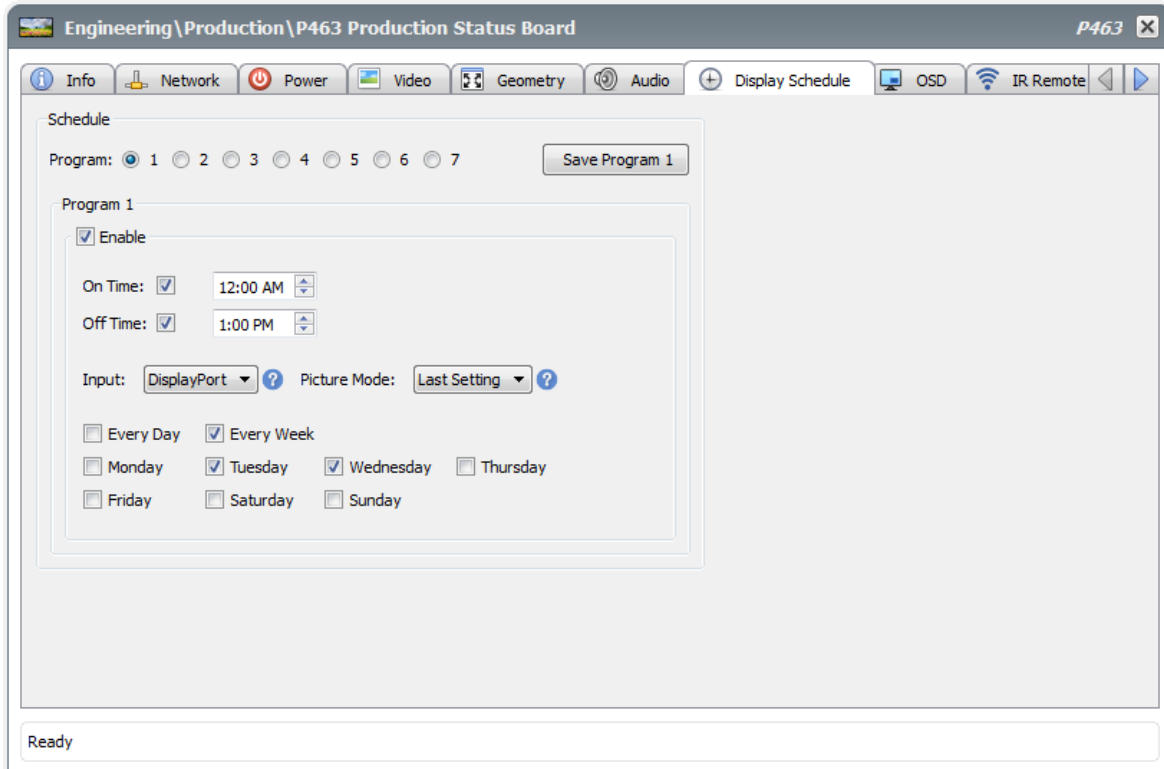 Engineering\Production\P463 Production Status Board P463
Info Network Power Video Geometry Audio Display Schedule OSD IR Remote
Schedule
Program: 1 2 3 4 5 6 7 Save Program 1
Program 1
Enable
On Time: 12:00 AM
Off Time: 1:00 PM
Input: DisplayPort ? Picture Mode: Last Setting ?
Every Day Every Week
Monday Tuesday Wednesday Thursday
Friday Saturday Sunday
Ready